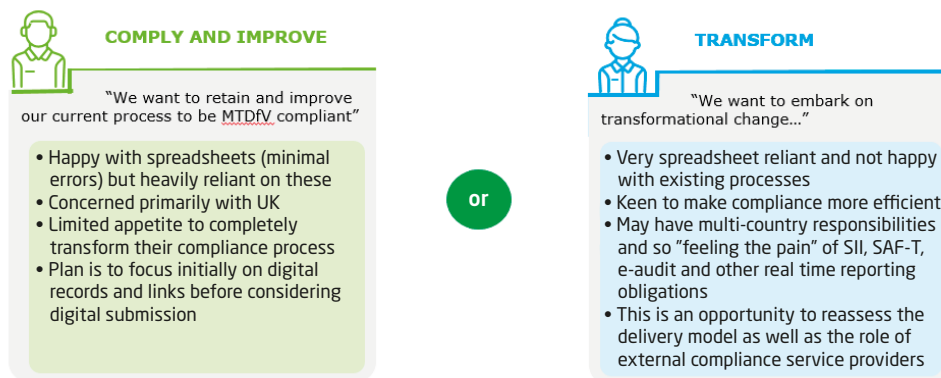 COMPLY AND IMPROVE
"We want to retain and improve
our current process to be MTDfV compliant"
• Happy with spreadsheets (minimal
errors) but heavily reliant on these
• Concerned primarily with UK
• Limited appetite to completely
transform their compliance process
• Plan is to focus initially on digital
records and links before considering
digital submission
or
TRANSFORM
"We want to embark on
transformational change..."
• Very spreadsheet reliant and not happy
with existing processes
• Keen to make compliance more efficient
• May have multi-country responsibilities
and so "feeling the pain" of SII, SAF-T,
e-audit and other real time reporting
obligations
• This is an opportunity to reassess the
delivery model as well as the role of
external compliance service providers